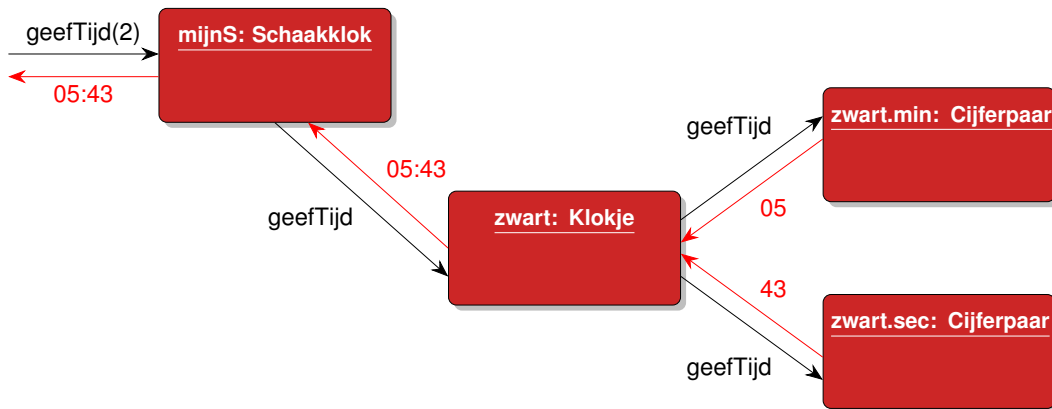 geefTijd(2)
05:43
mijnS: Schaakklok
geefTijd
05:43
zwart: Klokje
geefTijd
05
zwart.min: Cijferpaar
43
geefTijd
zwart.sec: Cijferpaar